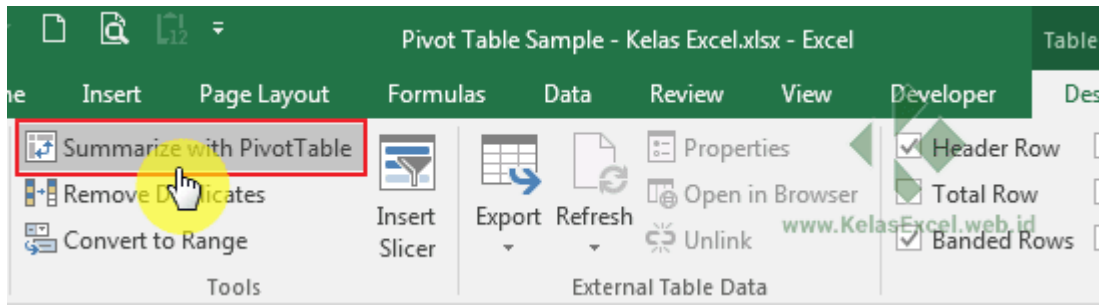 12
Pivot Table Sample - Kelas Excel.xlsx - Excel
Table
Insert Page Layout Formulas Data Review View Developer
Summarize with PivotTable
Remove Duplicates
Convert to Range
Tools
Insert
Slicer
Export
Refresh
Properties
Open in Browser
Unlink
External Table Data
Header Row
Total Row
Banded Rows
www.KelasExcel.web.id